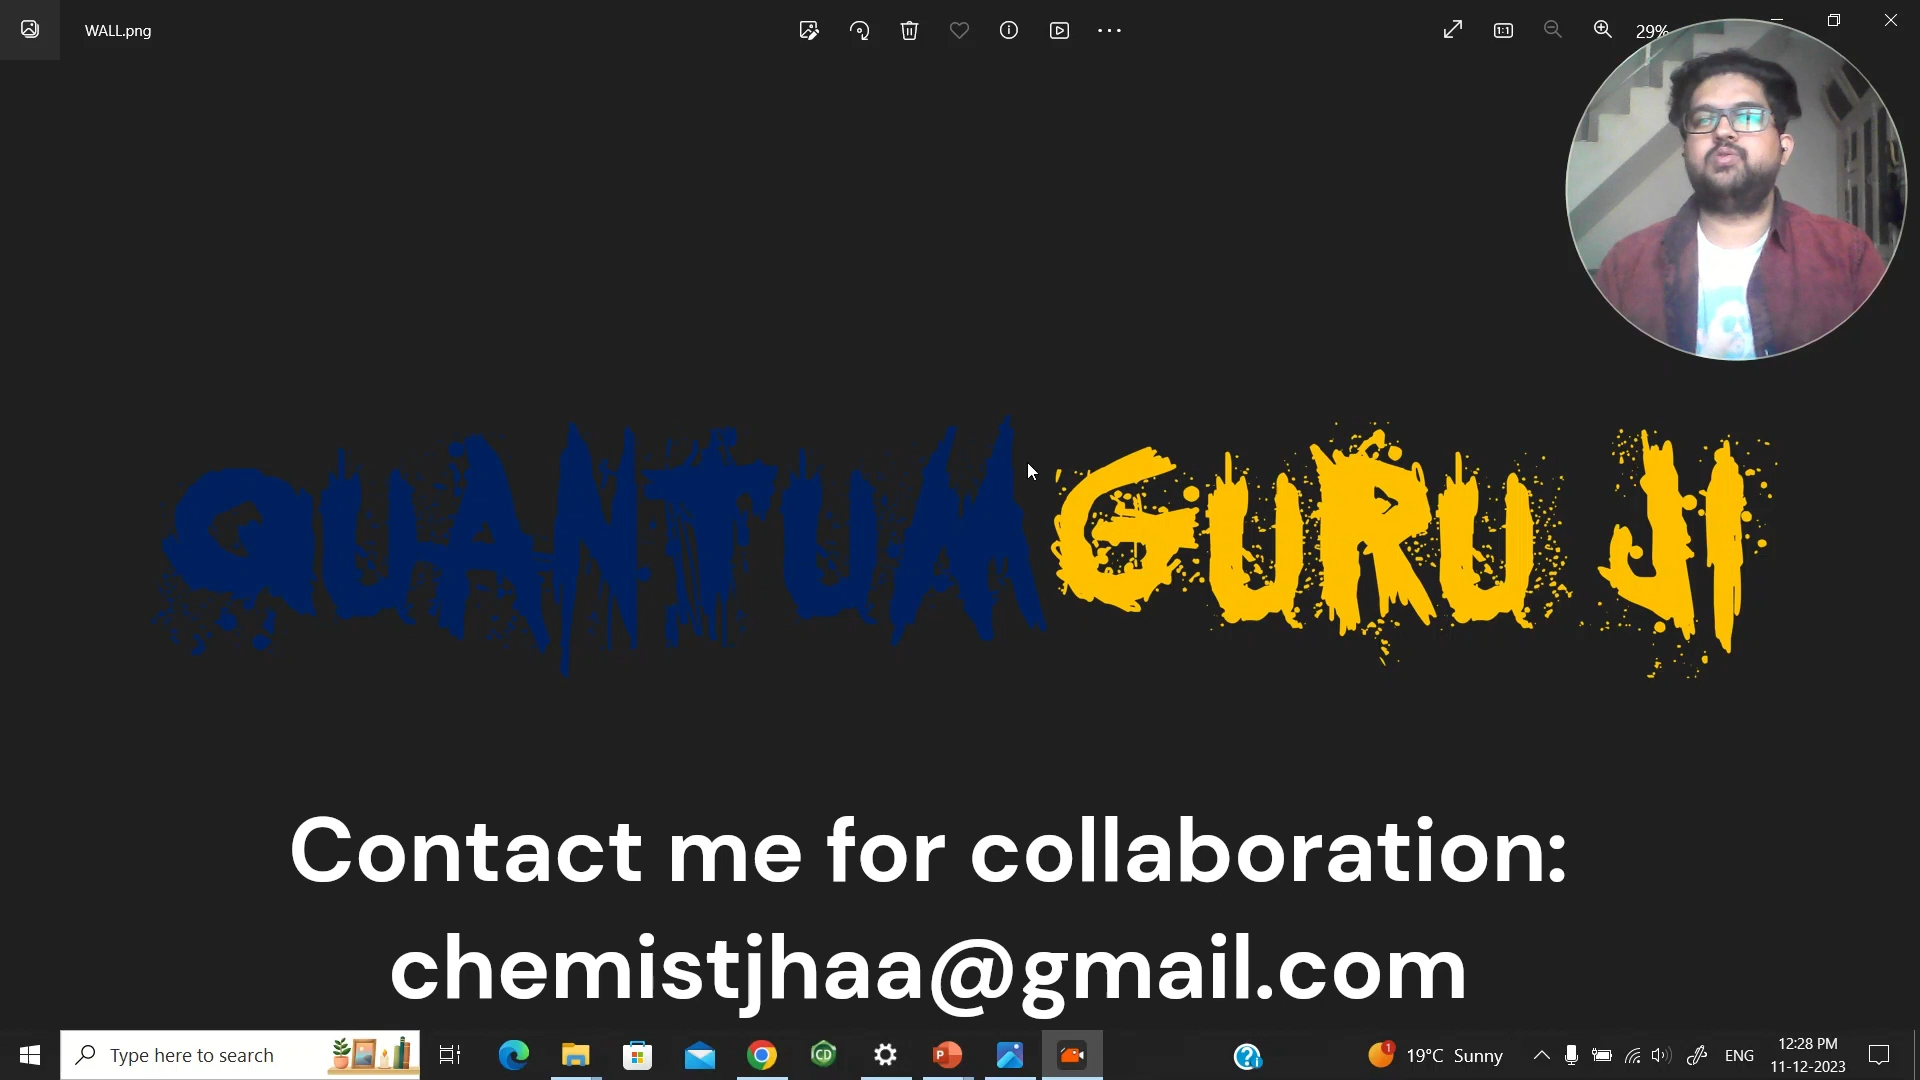 WALL.png
29%
QUANTUM GURU JI
Contact me for collaboration:
chemistjhaa@gmail.com
Type here to search
19°C Sunny
ENG
12:28 PM
11-12-2023